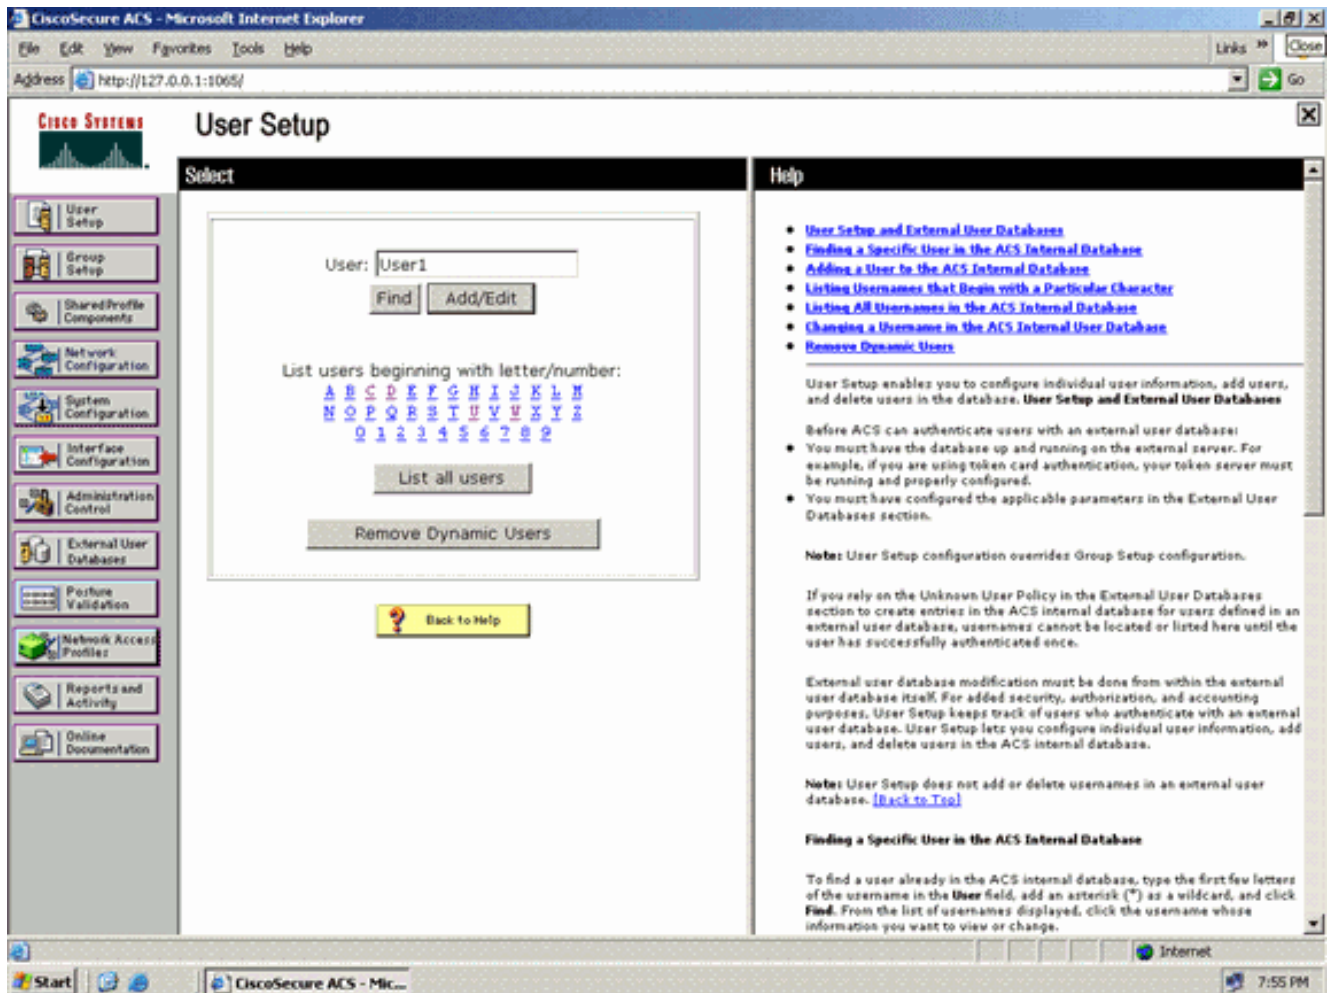 CiscoSecure ACS - Microsoft Internet Explorer
File Edit View Favorites Tools Help
Links »
Close
Address http://127.0.0.1:1065/
Go
CISCO SYSTEMS
User Setup
User Setup
Group Setup
Shared Profile Components
Network Configuration
System Configuration
Interface Configuration
Administration Control
External User Databases
Posture Validation
Network Access Profiles
Reports and Activity
Online Documentation
Select
User: User1
Find Add/Edit
List users beginning with letter/number:
A B C D E F G H I J K L M
N O P Q R S T U V W X Y Z
0 1 2 3 4 5 6 7 8 9
List all users
Remove Dynamic Users
Back to Help
Help
User Setup and External User Databases
Finding a Specific User in the ACS Internal Database
Adding a User to the ACS Internal Database
Listing Usernames that Begin with a Particular Character
Listing All Usernames in the ACS Internal Database
Changing a Username in the ACS Internal User Database
Remove Dynamic Users
User Setup enables you to configure individual user information, add users,
and delete users in the database. User Setup and External User Databases
Before ACS can authenticate users with an external user database:
You must have the database up and running on the external server. For
example, if you are using token card authentication, your token server must
be running and properly configured.
You must have configured the applicable parameters in the External User
Databases section.
Note: User Setup configuration overrides Group Setup configuration.
If you rely on the Unknown User Policy in the External User Databases
section to create entries in the ACS internal database for users defined in an
external user database, usernames cannot be located or listed here until the
user has successfully authenticated once.
External user database modification must be done from within the external
user database itself. For added security, authorization, and accounting
purposes, User Setup keeps track of users who authenticate with an external
user database. User Setup lets you configure individual user information, add
users, and delete users in the ACS internal database.
Note: User Setup does not add or delete usernames in an external user
database. [Back to Top]
Finding a Specific User in the ACS Internal Database
To find a user already in the ACS internal database, type the first few letters
of the username in the User field, add an asterisk (*) as a wildcard, and click
Find. From the list of usernames displayed, click the username whose
information you want to view or change.
Internet
Start
CiscoSecure ACS - Mic...
7:55 PM